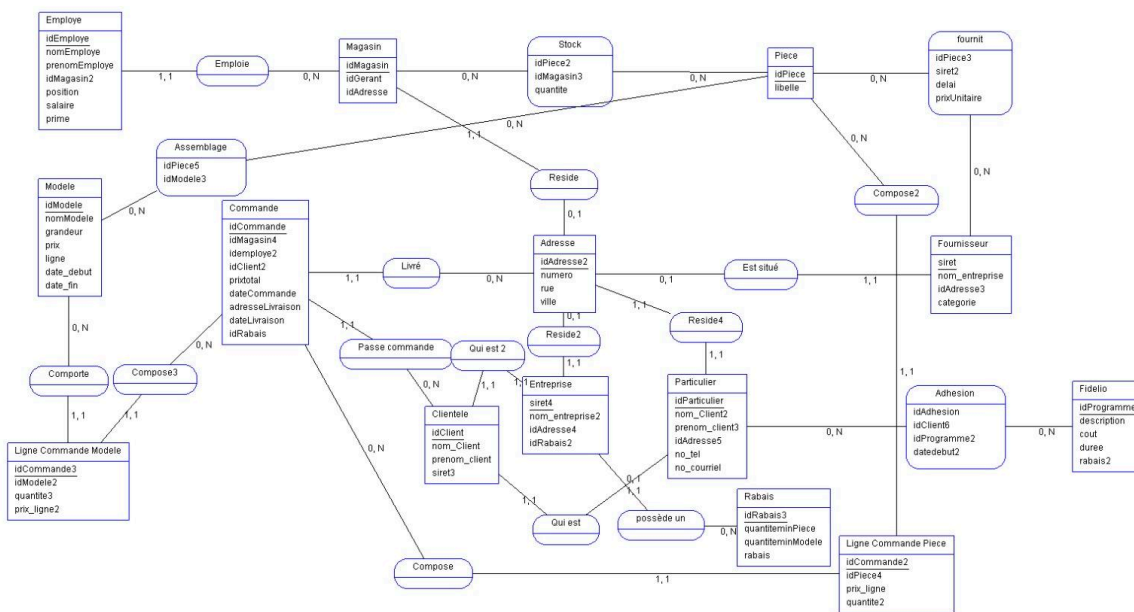 Employe
idEmploye
nomEmploye
prenomEmploye
idMagasin2
position
salaire
prime
1, 1
Emploie
0, N
Magasin
idMagasin
idGerant
idAdresse
0, N
Stock
idPiece2
idMagasin3
quantite
0, N
Piece
idPiece
libelle
0, N
fournit
idPiece3
siret2
delai
prixUnitaire
0, N
1, 1
0, N
0, N
Assemblage
idPiece5
idModele3
0, N
Reside
0, 1
Compose2
Modele
idModele
nomModele
grandeur
prix
ligne
date_debut
date_fin
0, N
Commande
idCommande
idMagasin4
idemploye2
idClient2
prixtotal
dateCommande
adresseLivraison
dateLivraison
idRabais
1, 1
Livré
0, N
Adresse
idAdresse2
numero
rue
ville
0, 1
Est situé
1, 1
Fournisseur
siret
nom_entreprise
idAdresse3
categorie
0, N
1, 1
0, 1
1, 1
Passe commande
Qui est 2
Reside2
Reside4
Comporte
Compose3
1, 1
1, 1
0, N
1, 1
1, 1
1, 1
1, 1
1, 1
Clientele
idClient
nom_Client
prenom_client
siret3
Entreprise
siret4
nom_entreprise2
idAdresse4
idRabais2
Particulier
idParticulier
nom_Client2
prenom_client3
idAdresse5
no_tel
no_courriel
0, N
Adhesion
idAdhesion
idClient6
idProgramme2
datedebut2
0, N
Fidelio
idProgramme
description
cout
duree
rabais2
Ligne Commande Modele
idCommande3
idModele2
quantite3
prix_ligne2
0, N
1, 1
0, 1
1, 1
Qui est
possède un
0, N
Rabais
idRabais3
quantiteminPiece
quantiteminModele
rabais
Compose
1, 1
Ligne Commande Piece
idCommande2
idPiece4
prix_ligne
quantite2